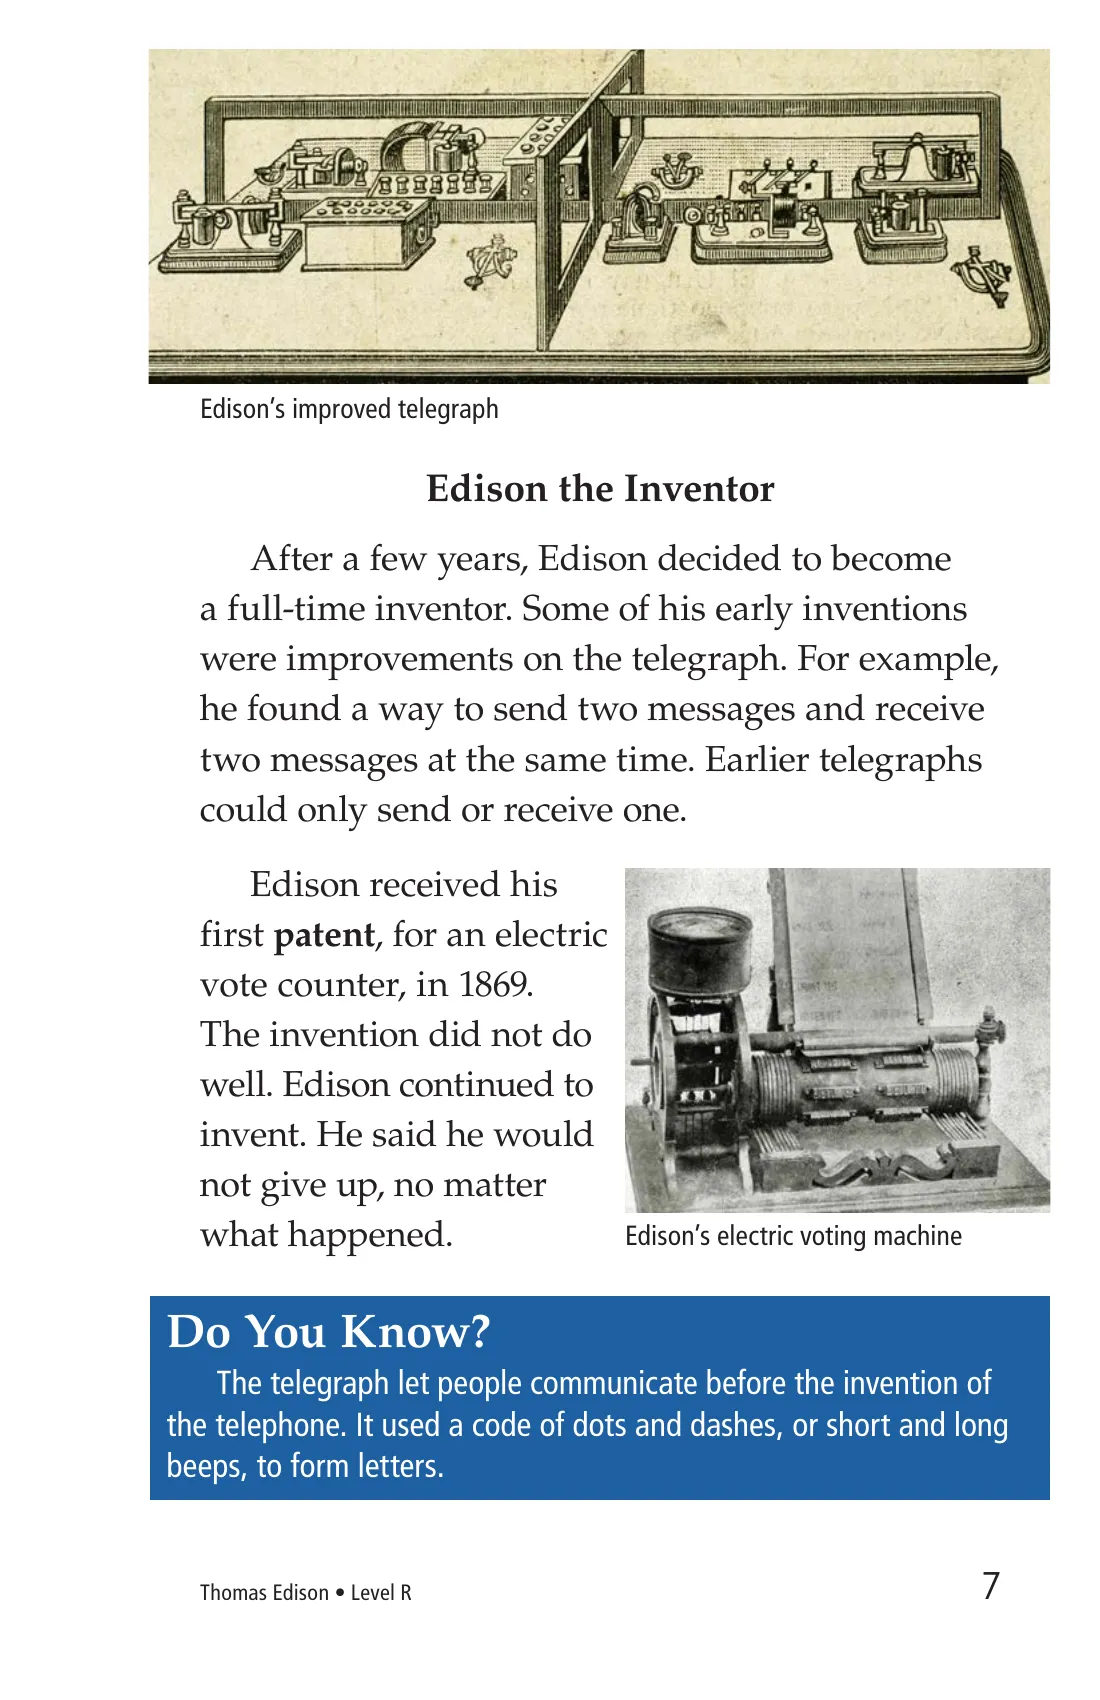 Edison’s improved telegraph
Edison the Inventor
After a few years, Edison decided to become
a full-time inventor. Some of his early inventions
were improvements on the telegraph. For example,
he found a way to send two messages and receive
two messages at the same time. Earlier telegraphs
could only send or receive one.
Edison received his
first patent, for an electric
vote counter, in 1869.
The invention did not do
well. Edison continued to
invent. He said he would
not give up, no matter
what happened.
Edison’s electric voting machine
Do You Know?
The telegraph let people communicate before the invention of
the telephone. It used a code of dots and dashes, or short and long
beeps, to form letters.
Thomas Edison • Level R
7